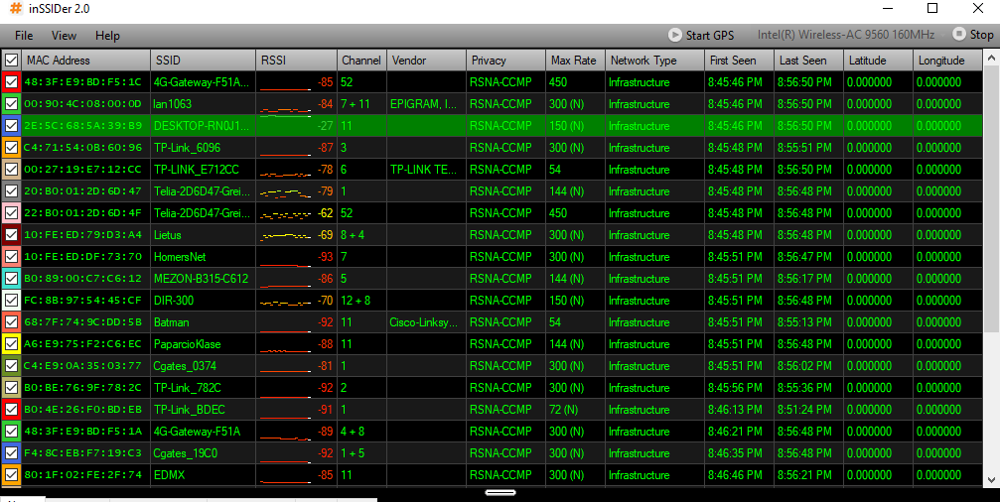 inSSIDer 2.0
File View Help Start GPS Intel(R) Wireless-AC 9560 160MHz Stop
MAC Address SSID RSSI Channel Vendor Privacy Max Rate Network Type First Seen Last Seen Latitude Longitude
48:3F:E9:BD:F5:1C 4G-Gateway-F51A... -85 52 RSNA-CCMP 450 Infrastructure 8:45:46 PM 8:56:50 PM 0.000000 0.000000
00:90:4C:08:00:0D lan1063 -84 7 + 11 EPIGRAM, I... RSNA-CCMP 300 (N) Infrastructure 8:45:46 PM 8:56:50 PM 0.000000 0.000000
2E:5C:68:5A:39:B9 DESKTOP-RN0J1... -27 11 RSNA-CCMP 150 (N) Infrastructure 8:45:46 PM 8:56:50 PM 0.000000 0.000000
C4:71:54:0B:60:96 TP-Link_6096 -87 3 RSNA-CCMP 300 (N) Infrastructure 8:45:48 PM 8:55:51 PM 0.000000 0.000000
00:27:19:E7:12:CC TP-LINK_E712CC -78 6 TP-LINK TE... RSNA-CCMP 54 Infrastructure 8:45:48 PM 8:56:50 PM 0.000000 0.000000
20:B0:01:2D:6D:47 Telia-2D6D47-Grei... -79 1 RSNA-CCMP 144 (N) Infrastructure 8:45:48 PM 8:56:48 PM 0.000000 0.000000
22:B0:01:2D:6D:4F Telia-2D6D47-Grei... -62 52 RSNA-CCMP 450 Infrastructure 8:45:48 PM 8:56:48 PM 0.000000 0.000000
10:FE:ED:79:D3:A4 Lietus -69 8 + 4 RSNA-CCMP 300 (N) Infrastructure 8:45:48 PM 8:56:48 PM 0.000000 0.000000
10:FE:ED:DF:73:70 HomersNet -93 7 RSNA-CCMP 300 (N) Infrastructure 8:45:51 PM 8:56:48 PM 0.000000 0.000000
B0:89:00:C7:C6:12 MEZON-B315-C612 -86 5 RSNA-CCMP 144 (N) Infrastructure 8:45:51 PM 8:56:17 PM 0.000000 0.000000
FC:8B:97:54:45:CF DIR-300 -70 12 + 8 RSNA-CCMP 150 (N) Infrastructure 8:45:51 PM 8:56:48 PM 0.000000 0.000000
68:7F:74:9C:DD:5B Batman -92 11 Cisco-Linksy... RSNA-CCMP 54 Infrastructure 8:45:51 PM 8:55:13 PM 0.000000 0.000000
A6:E9:75:F2:C6:EC PaparcioKlase -88 11 RSNA-CCMP 144 (N) Infrastructure 8:45:51 PM 8:56:48 PM 0.000000 0.000000
C4:E9:0A:35:03:77 Cgates_0374 -81 1 RSNA-CCMP 300 (N) Infrastructure 8:45:51 PM 8:56:02 PM 0.000000 0.000000
B0:BE:76:9F:78:2C TP-Link_782C -92 2 RSNA-CCMP 300 (N) Infrastructure 8:45:56 PM 8:55:36 PM 0.000000 0.000000
B0:4E:26:F0:BD:EB TP-Link_BDEC -91 1 RSNA-CCMP 72 (N) Infrastructure 8:46:13 PM 8:51:24 PM 0.000000 0.000000
48:3F:E9:BD:F5:1A 4G-Gateway-F51A -89 4 + 8 RSNA-CCMP 300 (N) Infrastructure 8:46:21 PM 8:56:48 PM 0.000000 0.000000
F4:8C:EB:F7:19:C3 Cgates_19C0 -92 1 + 5 RSNA-CCMP 300 (N) Infrastructure 8:46:35 PM 8:56:48 PM 0.000000 0.000000
80:1F:02:FE:2F:74 EDMX -85 11 RSNA-CCMP 300 (N) Infrastructure 8:46:46 PM 8:56:21 PM 0.000000 0.000000